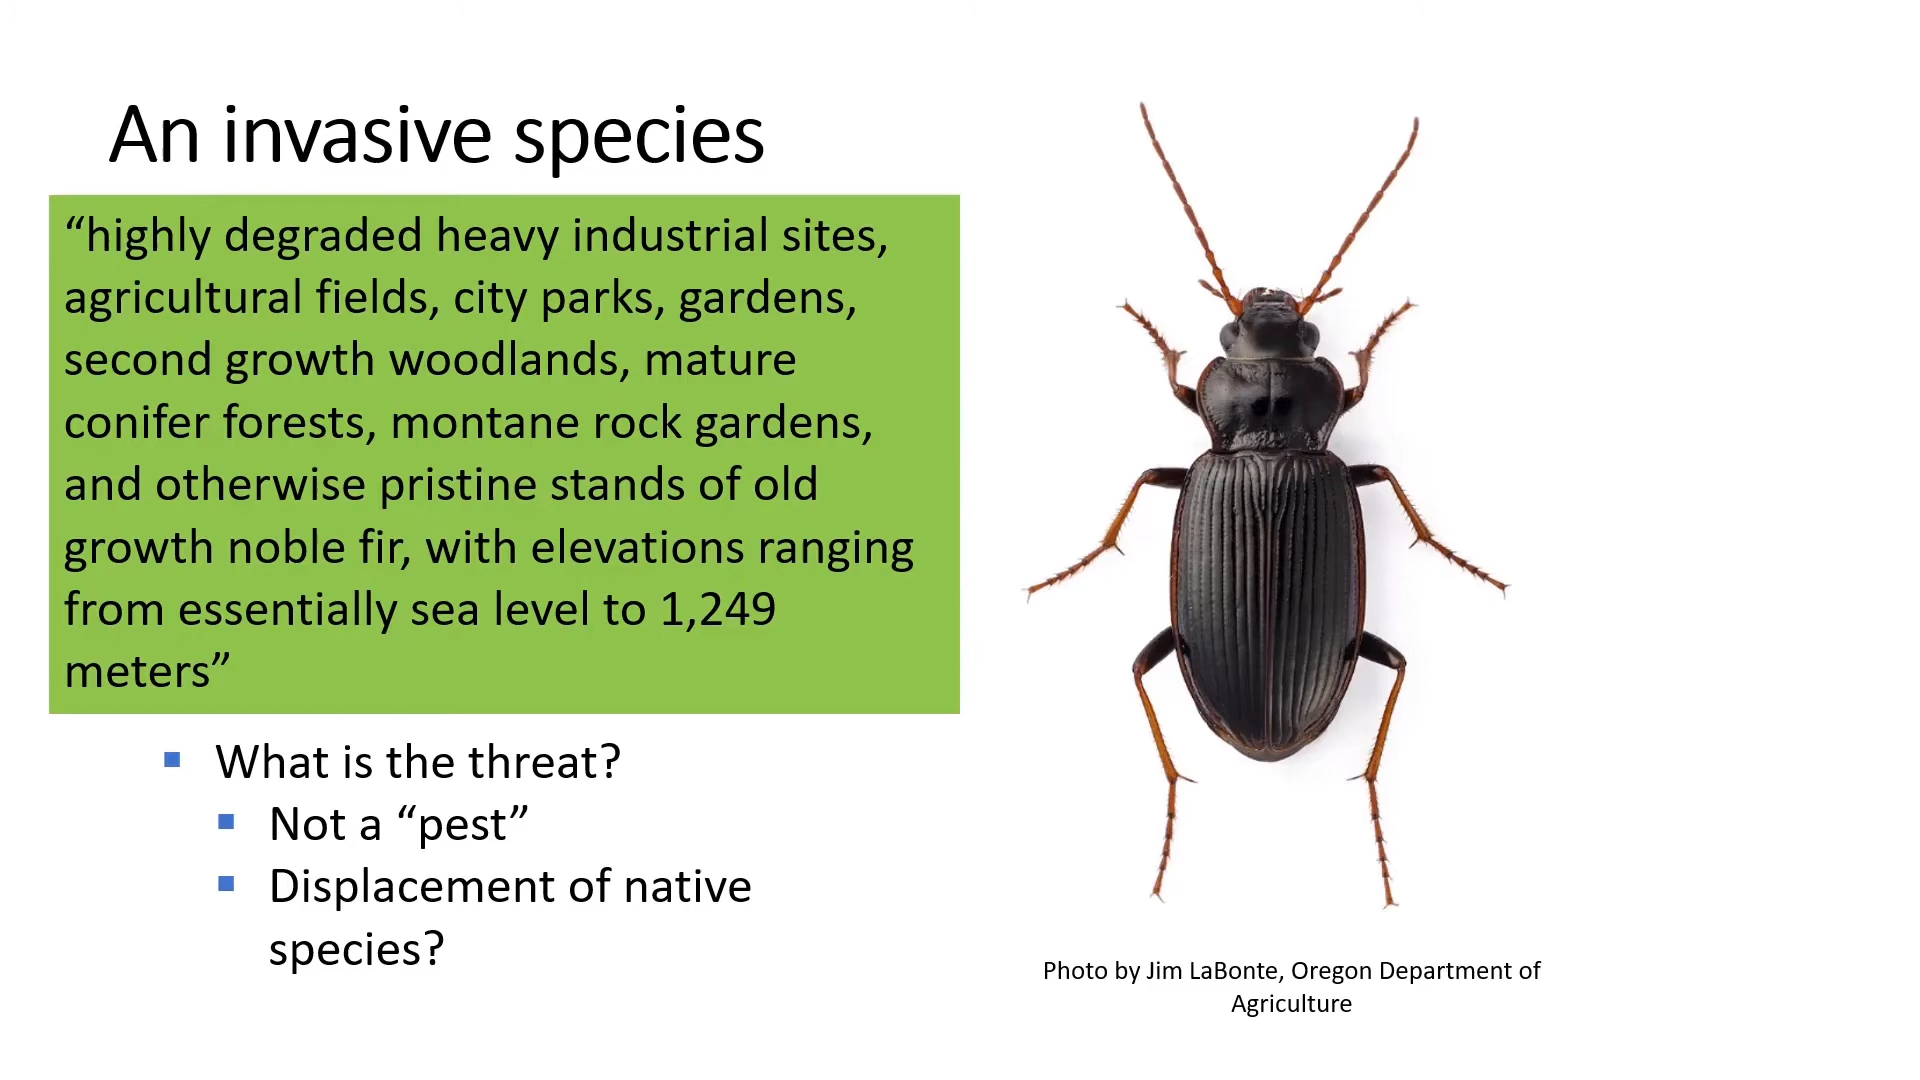 An invasive species
“highly degraded heavy industrial sites,
agricultural fields, city parks, gardens,
second growth woodlands, mature
conifer forests, montane rock gardens,
and otherwise pristine stands of old
growth noble fir, with elevations ranging
from essentially sea level to 1,249
meters”
What is the threat?
Not a “pest”
Displacement of native
species?
Photo by Jim LaBonte, Oregon Department of
Agriculture